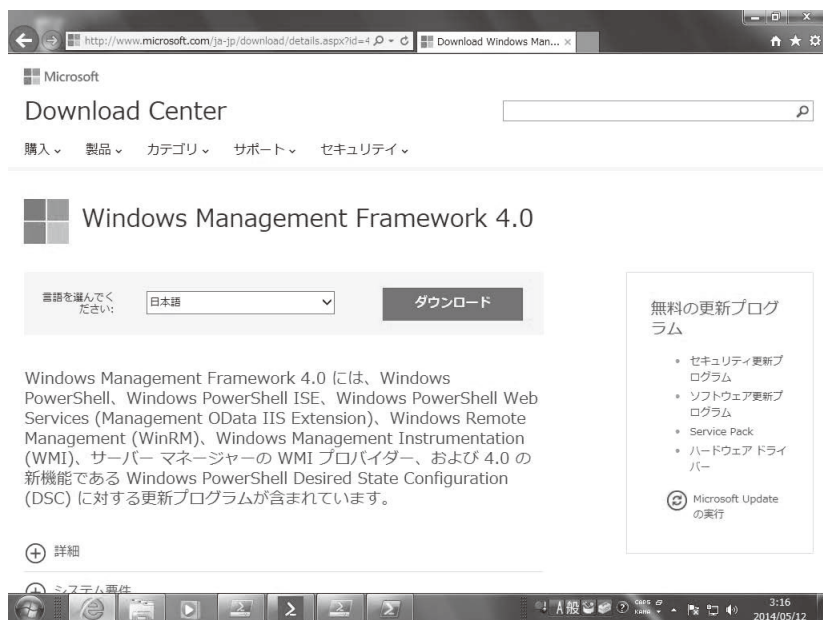 http://www.microsoft.com/ja-jp/download/details.aspx?id=4
Download Windows Man...
Microsoft
Download Center
購入
製品
カテゴリ
サポート
セキュリティ
Windows Management Framework 4.0
言語を選んでく
ださい:
日本語
ダウンロード
Windows Management Framework 4.0 には、Windows
PowerShell、Windows PowerShell ISE、Windows PowerShell Web
Services (Management OData IIS Extension)、Windows Remote
Management (WinRM)、Windows Management Instrumentation
(WMI)、サーバー マネージャーの WMI プロバイダー、および 4.0 の
新機能である Windows PowerShell Desired State Configuration
(DSC) に対する更新プログラムが含まれています。
詳細
システム要件
無料の更新プログ
ラム
セキュリティ更新プ
ログラム
ソフトウェア更新プ
ログラム
Service Pack
ハードウェア ドライ
バー
Microsoft Update
の実行
A 般
CAPS
KANA
3:16
2014/05/12